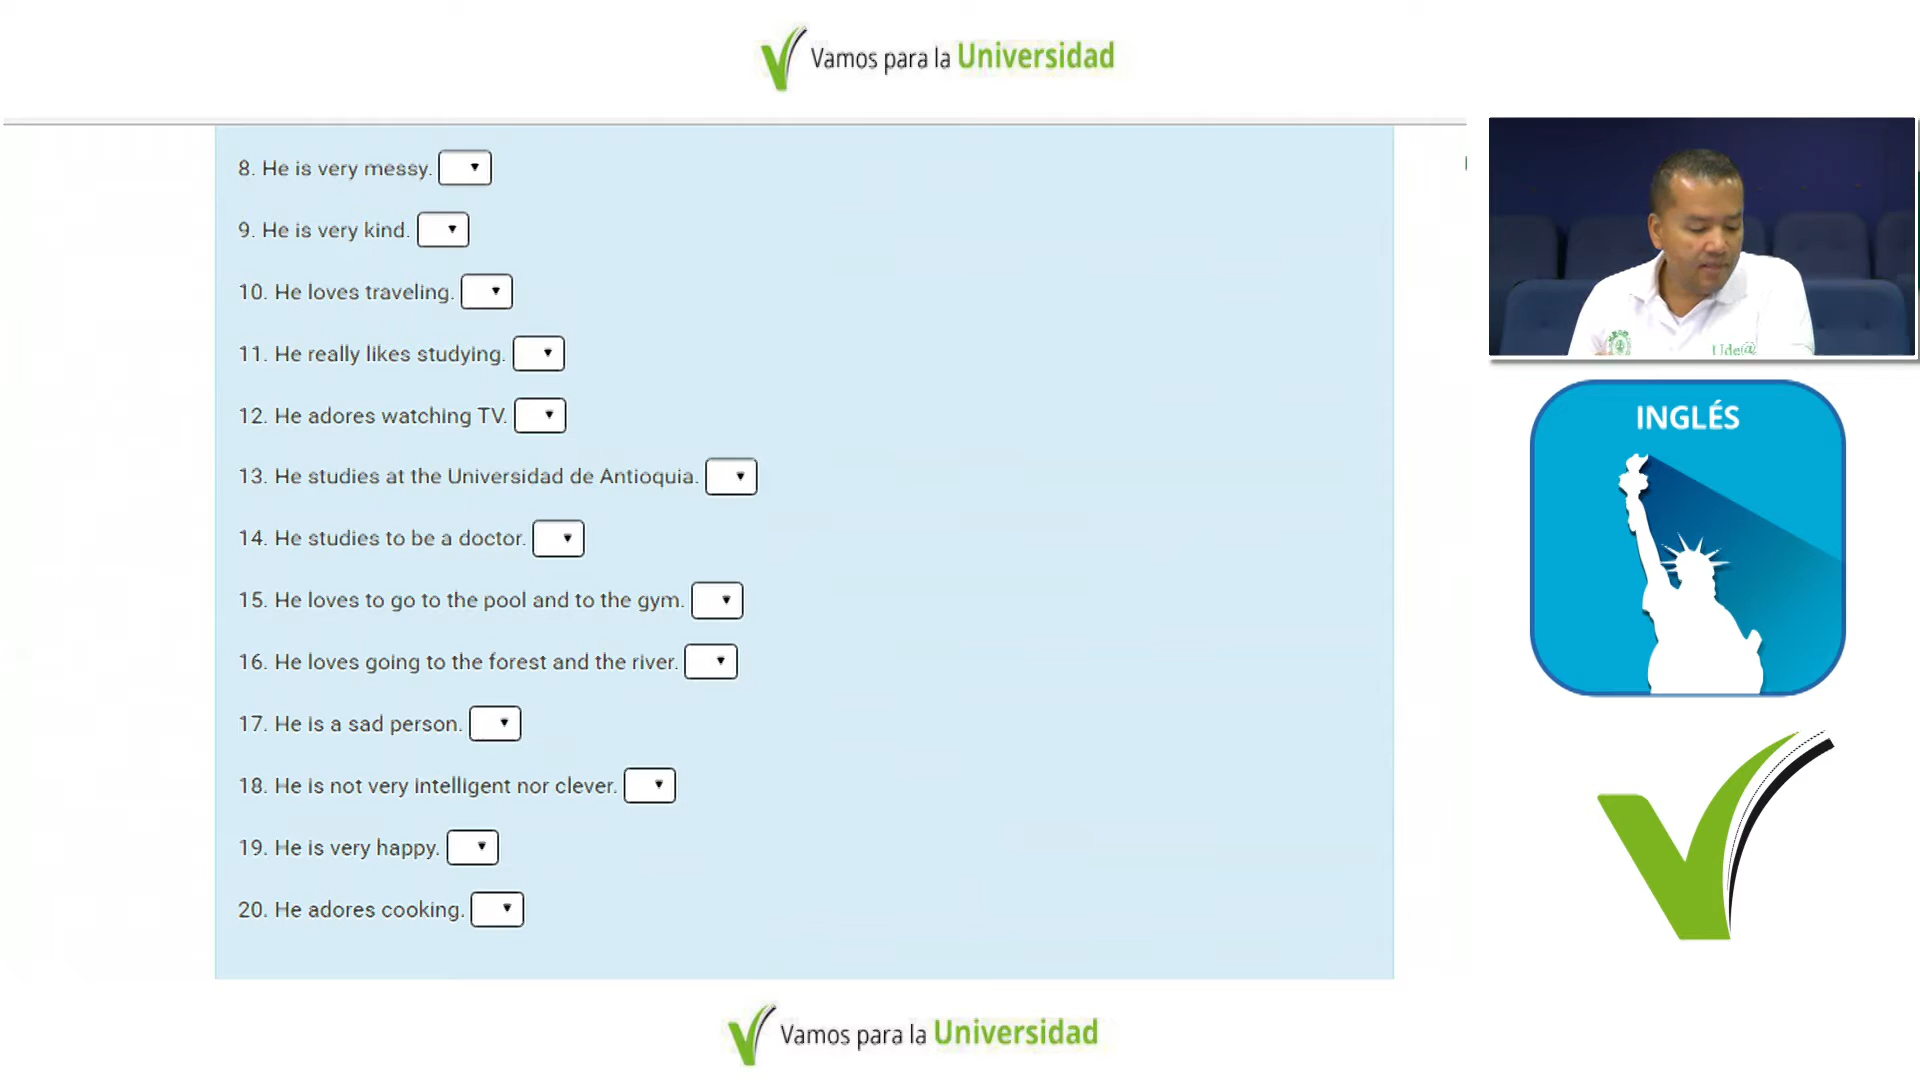 Vamos para la Universidad
8. He is very messy.
9. He is very kind.
10. He loves traveling.
11. He really likes studying.
12. He adores watching TV.
13. He studies at the Universidad de Antioquia.
14. He studies to be a doctor.
15. He loves to go to the pool and to the gym.
16. He loves going to the forest and the river.
17. He is a sad person.
18. He is not very intelligent nor clever.
19. He is very happy.
20. He adores cooking.
Ude@
INGLÉS
Vamos para la Universidad